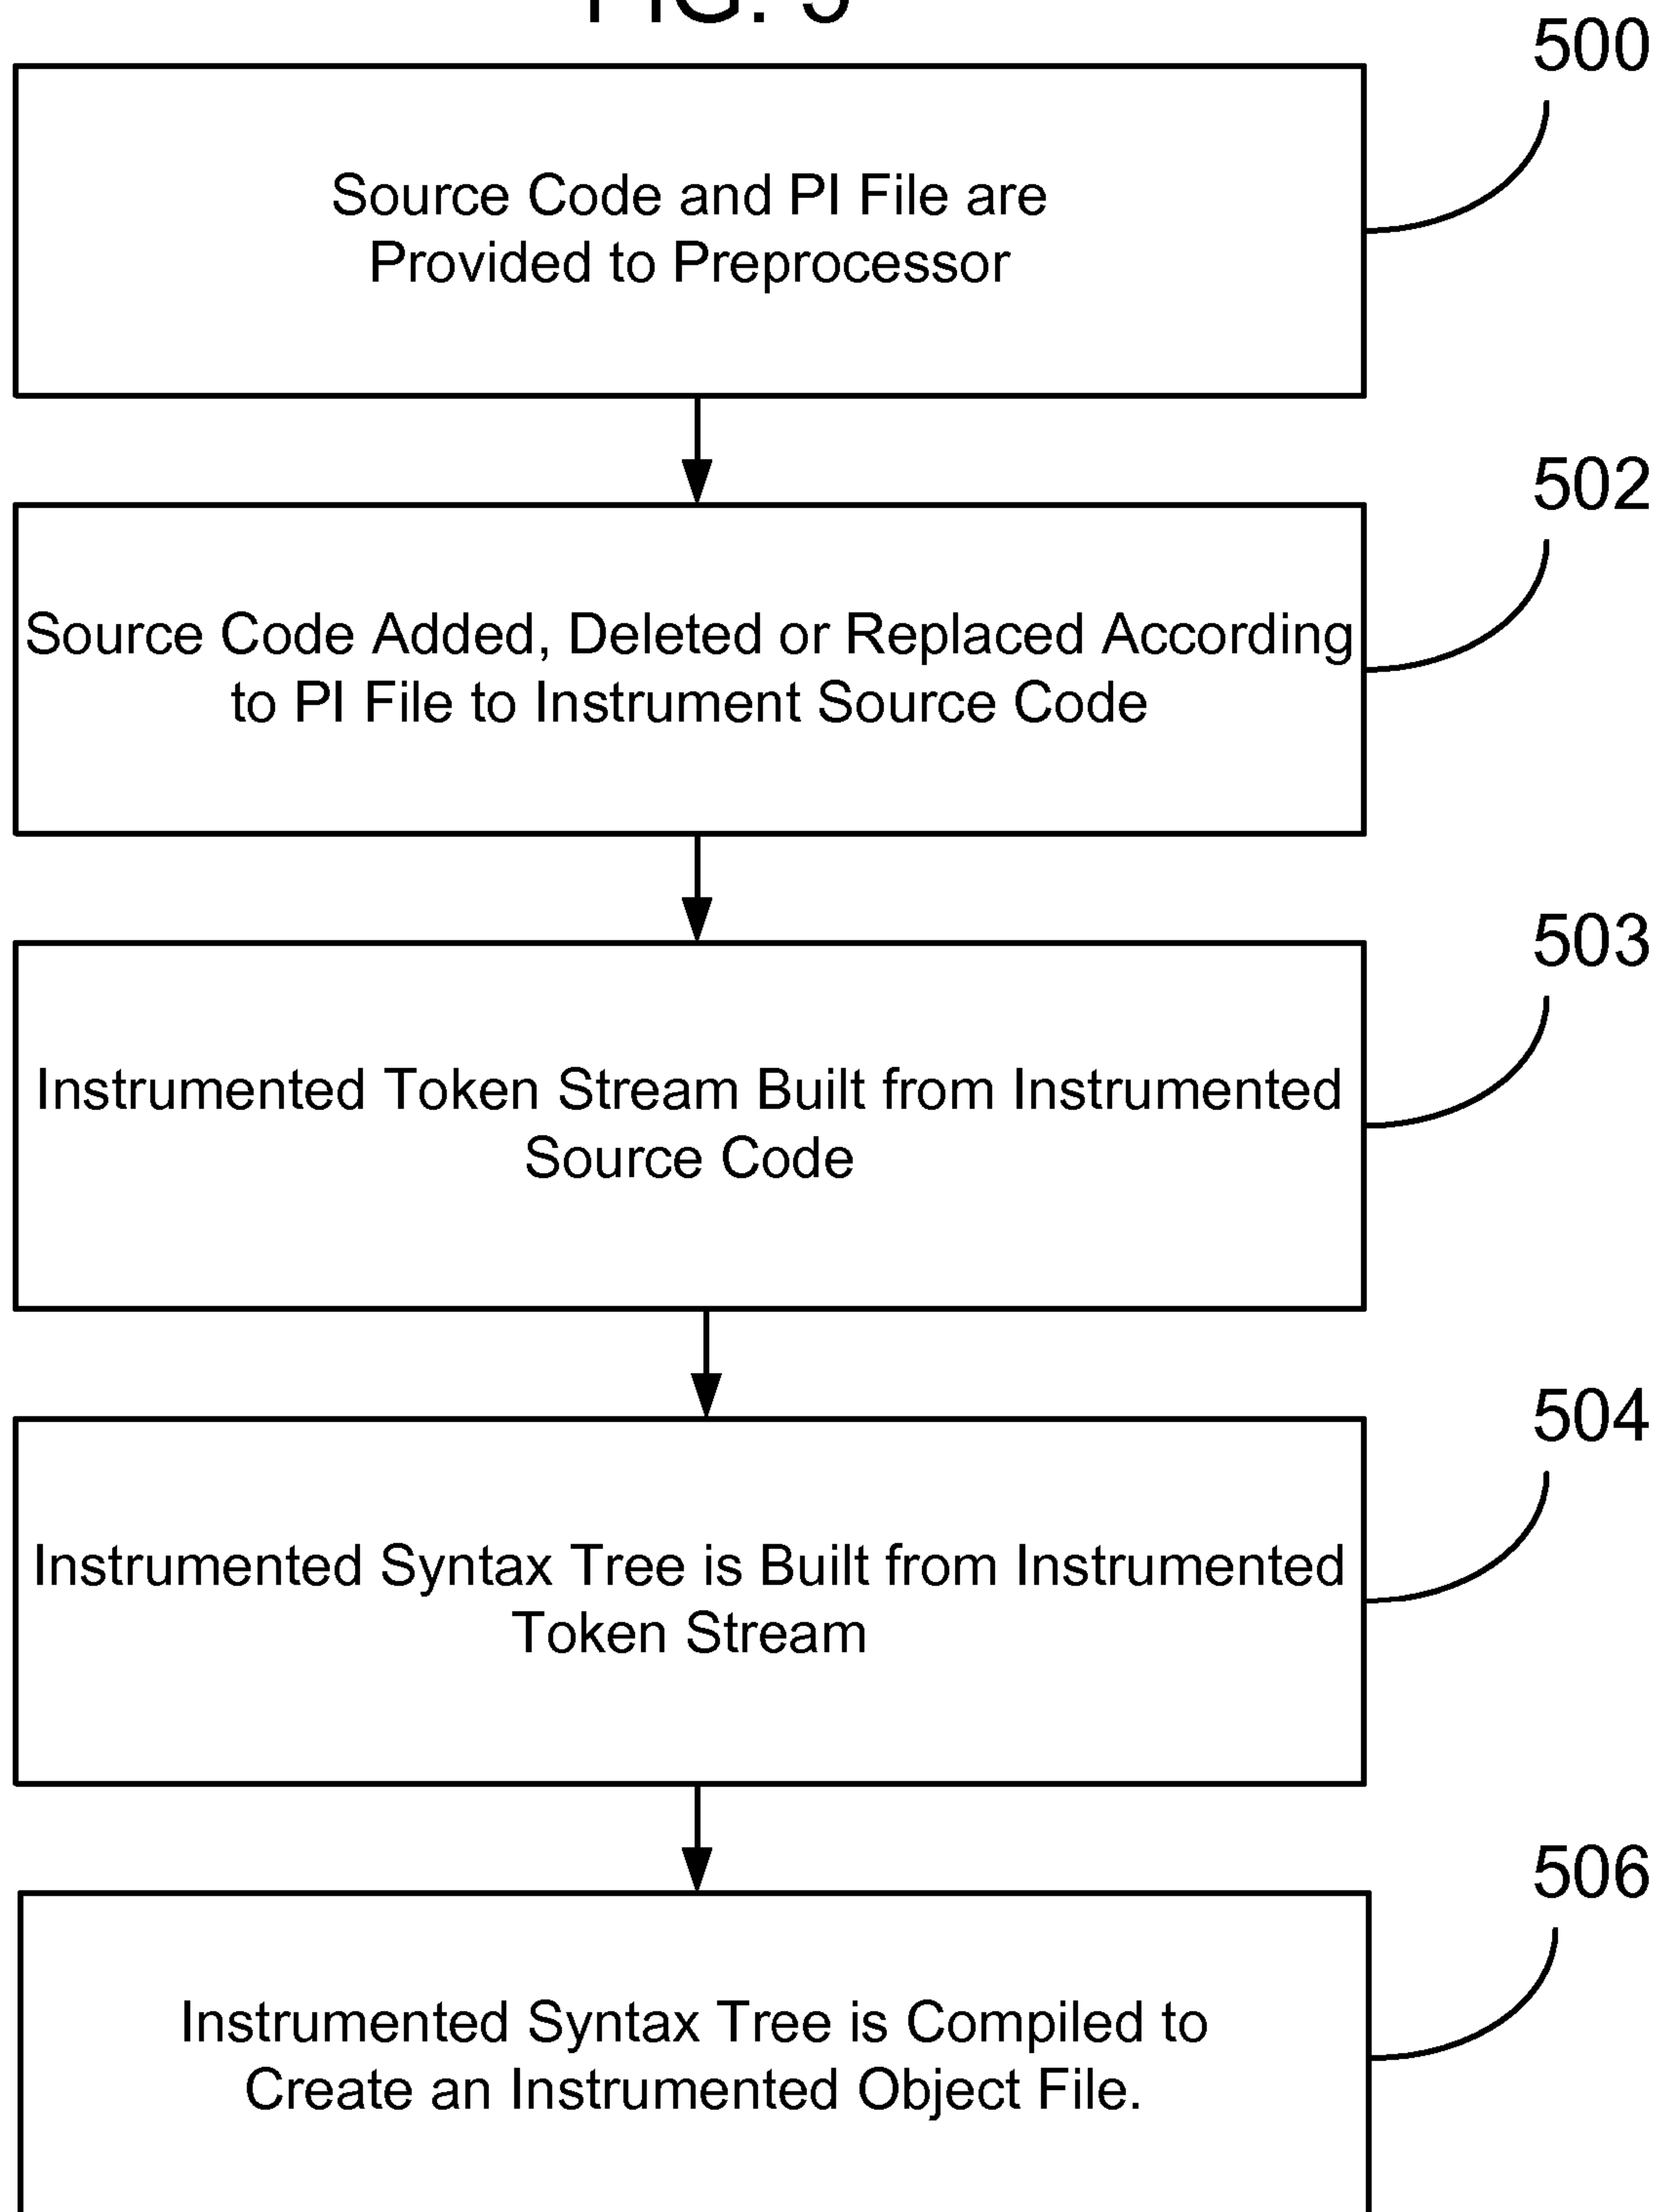 FIG. 5
500
Source Code and PI File are
Provided to Preprocessor
502
Source Code Added, Deleted or Replaced According
to PI File to Instrument Source Code
503
Instrumented Token Stream Built from Instrumented
Source Code
504
Instrumented Syntax Tree is Built from Instrumented
Token Stream
506
Instrumented Syntax Tree is Compiled to
Create an Instrumented Object File.